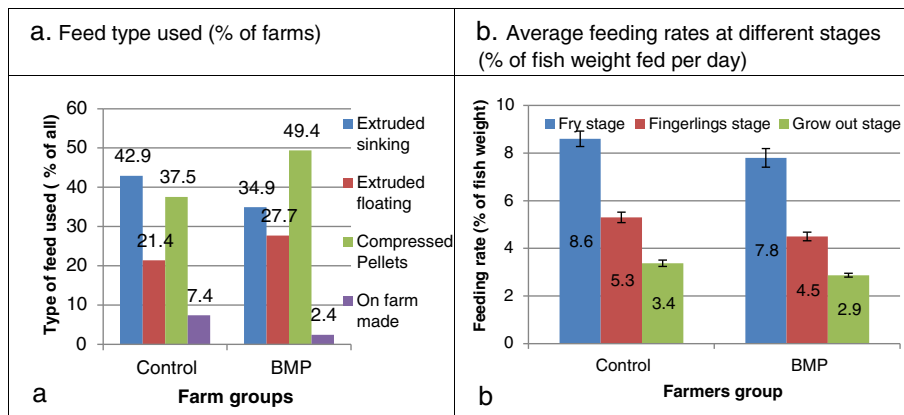 a. Feed type used (% of farms)
b. Average feeding rates at different stages
(% of fish weight fed per day)
Type of feed used ( % of all)
60
50
40
30
20
10
0
42.9
21.4
37.5
7.4
34.9
27.7
49.4
2.4
Extruded
sinking
Extruded
floating
Compressed
Pellets
On farm
made
Control
BMP
Farm groups
a
Feeding rate (% of fish weight)
10
8
6
4
2
0
Fry stage
Fingerlings stage
Grow out stage
8.6
5.3
3.4
7.8
4.5
2.9
Control
BMP
Farmers group
b